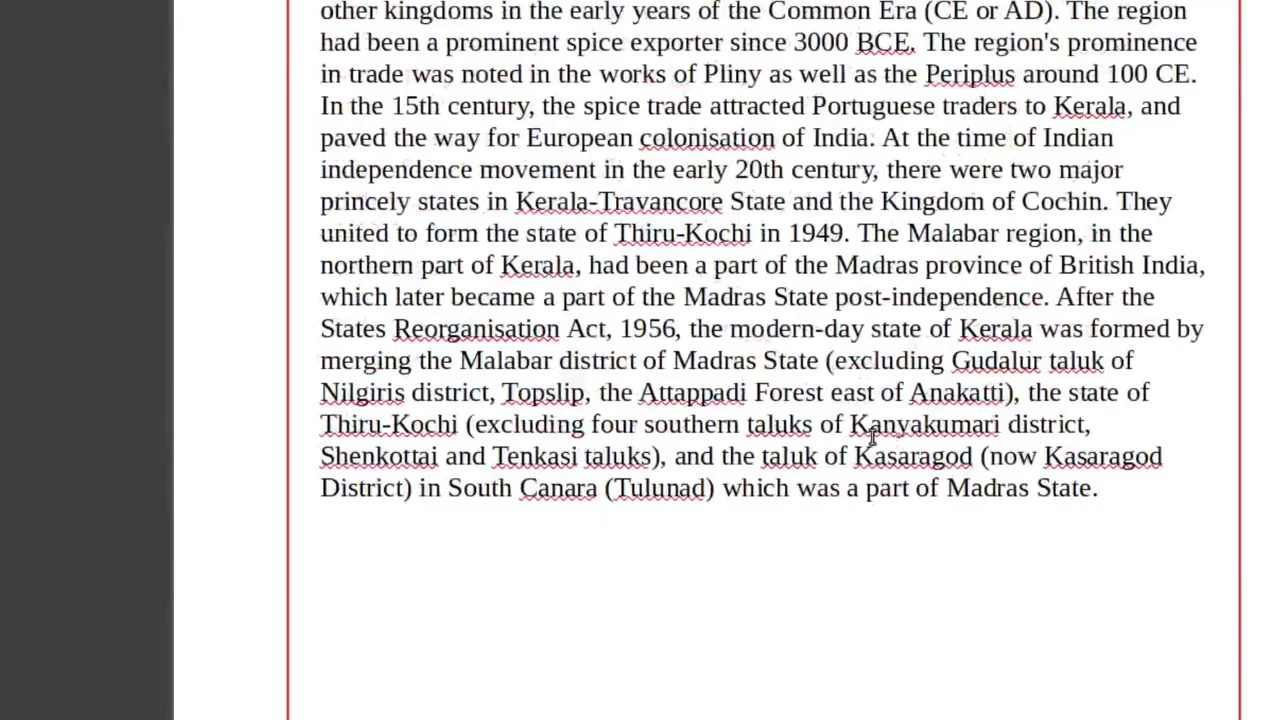 other kingdoms in the early years of the Common Era (CE or AD). The region
had been a prominent spice exporter since 3000 BCE. The region's prominence
in trade was noted in the works of Pliny as well as the Periplus around 100 CE.
In the 15th century, the spice trade attracted Portuguese traders to Kerala, and
paved the way for European colonisation of India. At the time of Indian
independence movement in the early 20th century, there were two major
princely states in Kerala-Travancore State and the Kingdom of Cochin. They
united to form the state of Thiru-Kochi in 1949. The Malabar region, in the
northern part of Kerala, had been a part of the Madras province of British India,
which later became a part of the Madras State post-independence. After the
States Reorganisation Act, 1956, the modern-day state of Kerala was formed by
merging the Malabar district of Madras State (excluding Gudalur taluk of
Nilgiris district, Topslip, the Attappadi Forest east of Anakatti), the state of
Thiru-Kochi (excluding four southern taluks of Kanyakumari district,
Shenkottai and Tenkasi taluks), and the taluk of Kasaragod (now Kasaragod
District) in South Canara (Tulunad) which was a part of Madras State.